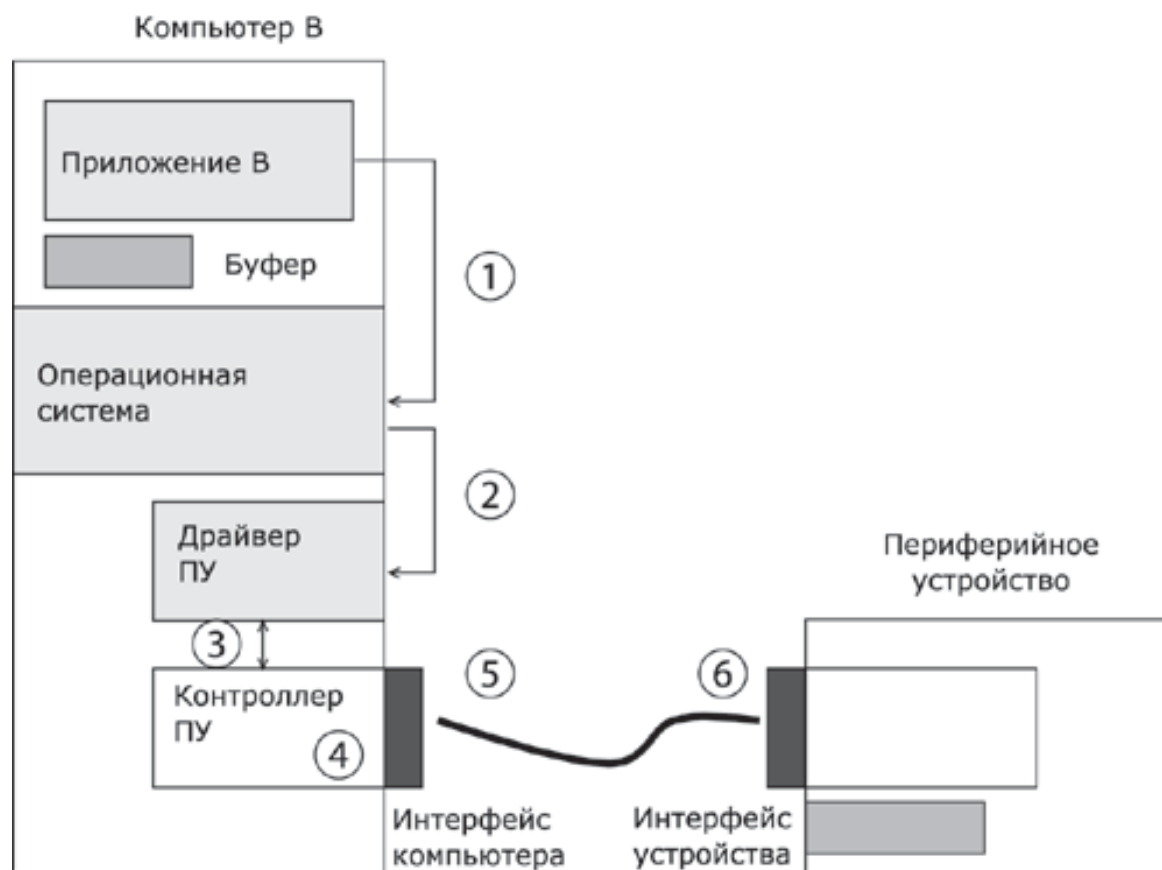 Компьютер В
Приложение В
Буфер
1
Операционная
система
2
Драйвер
ПУ
Периферийное
устройство
3
Контроллер
ПУ
4
5
6
Интерфейс
компьютера
Интерфейс
устройства